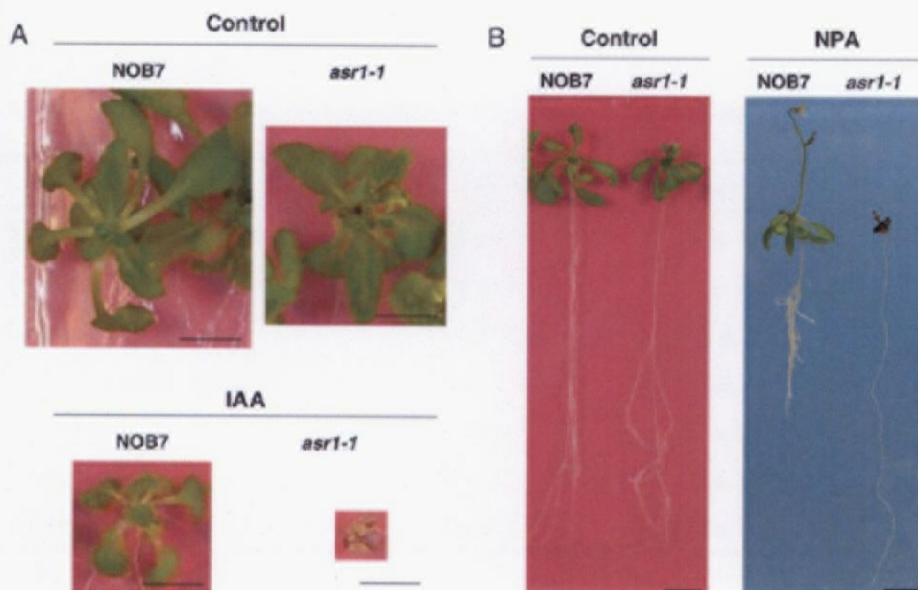 A
Control
NOB7 asr1-1
IAA
NOB7 asr1-1
B
Control NPA
NOB7 asr1-1 NOB7 asr1-1